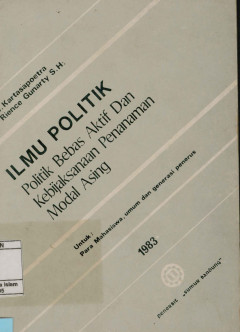 Kartasapoetra
Rience Gunarty S.H.
ILMU POLITIK
Politik Bebas Aktif Dan
Kebijaksanaan Penanaman
Modal Asing
Untuk:
Para Mahasiswa, umum dan generasi penerus
1983